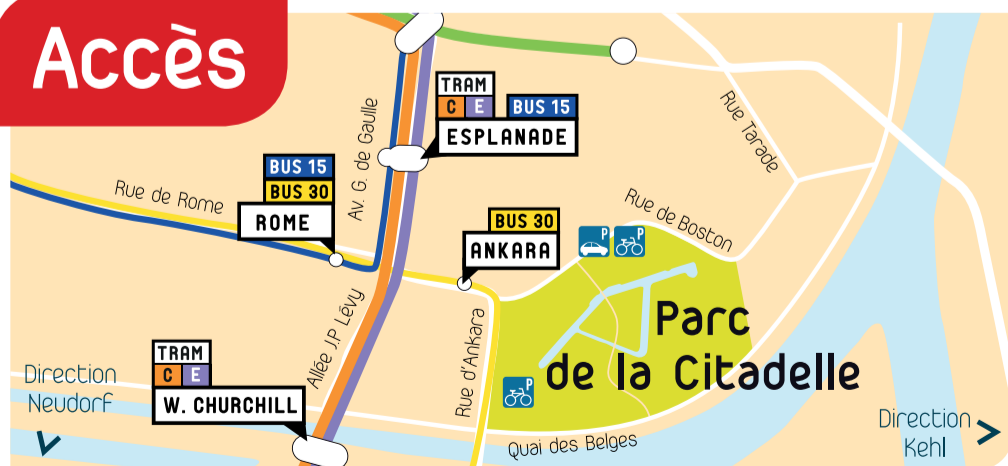 Accès
TRAM
C E BUS 15
ESPLANADE
Av. G. de Gaulle
Rue Tarade
BUS 15
BUS 30
ROME
Rue de Rome
BUS 30
ANKARA
Rue de Boston
P
P
Parc
de la Citadelle
P
Allée J.P Lévy
Rue d'Ankara
TRAM
C E
W. CHURCHILL
Direction
Neudorf
Quai des Belges
Direction
Kehl